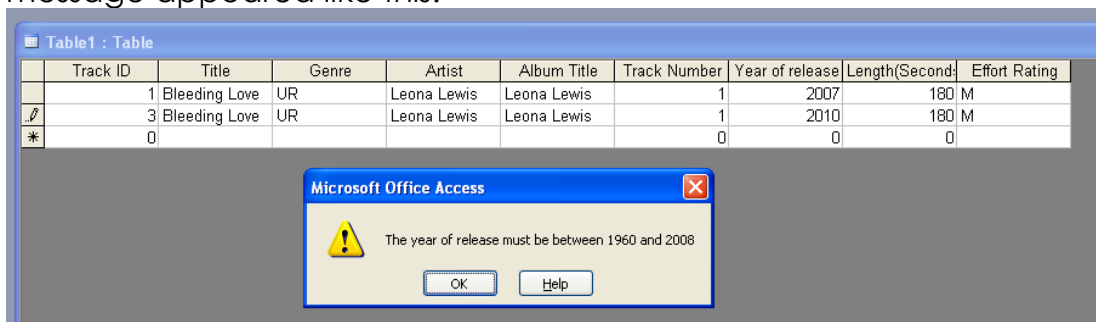 message appeared like this:
Table1 : Table
Track ID Title Genre Artist Album Title Track Number Year of release Length(Second: Effort Rating
1 Bleeding Love UR Leona Lewis Leona Lewis 1 2007 180 M
3 Bleeding Love UR Leona Lewis Leona Lewis 1 2010 180 M
0 0 0 0
Microsoft Office Access
The year of release must be between 1960 and 2008
OK Help